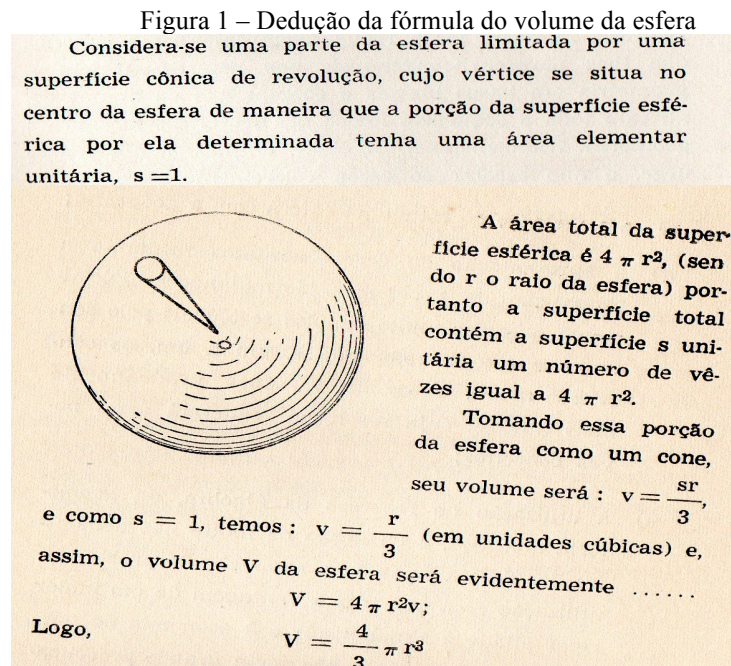 Figura 1 – Dedução da fórmula do volume da esfera
Considera-se uma parte da esfera limitada por uma
superfície cônica de revolução, cujo vértice se situa no
centro da esfera de maneira que a porção da superfície esfé-
rica por ela determinada tenha uma área elementar
unitária, s =1.
A área total da super-
fície esférica é 4 π r², (sen
do r o raio da esfera) por-
tanto a superfície total
contém a superfície s uni-
tária um número de vê-
zes igual a 4 π r².
Tomando essa porção
da esfera como um cone,
seu volume será : v = sr/3,
e como s = 1, temos : v = r/3 (em unidades cúbicas) e,
assim, o volume V da esfera será evidentemente ......
V = 4 π r²v;
Logo,
V = 4/3 π r³